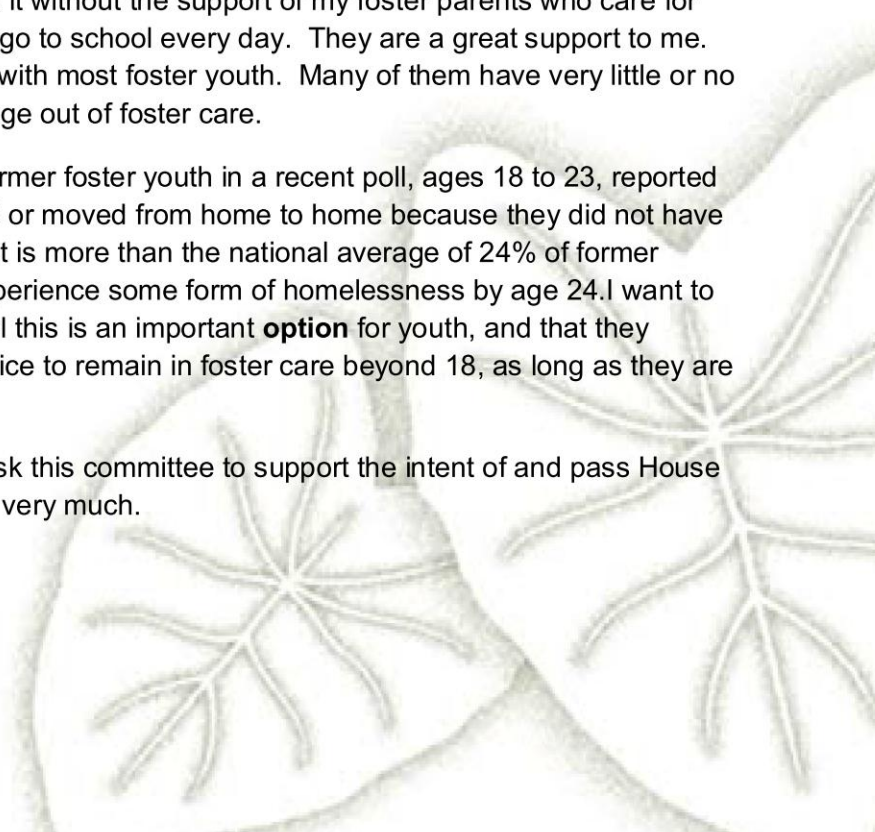 it without the support of my foster parents who care for
go to school every day. They are a great support to me.
with most foster youth. Many of them have very little or no
ge out of foster care.
rmer foster youth in a recent poll, ages 18 to 23, reported
or moved from home to home because they did not have
t is more than the national average of 24% of former
perience some form of homelessness by age 24.I want to
l this is an important option for youth, and that they
ice to remain in foster care beyond 18, as long as they are
sk this committee to support the intent of and pass House
very much.